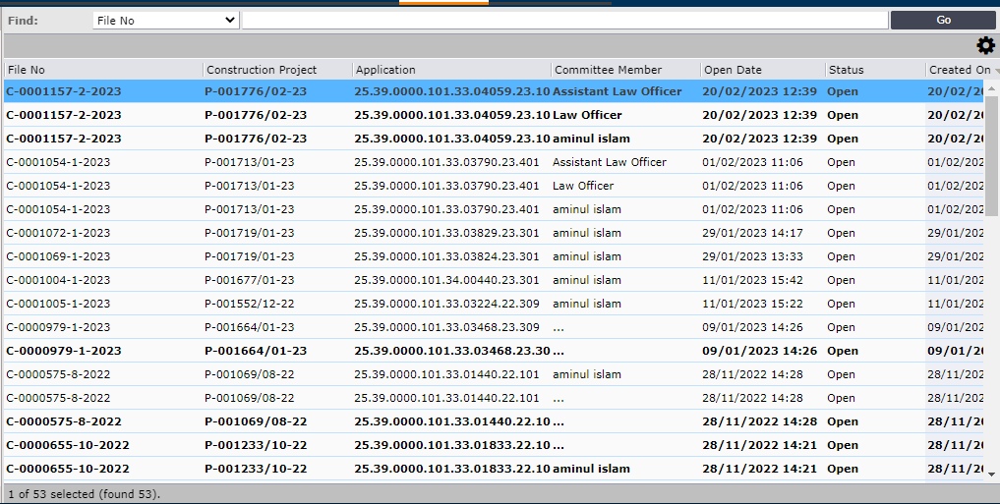 Find: File No Go
File No Construction Project Application Committee Member Open Date Status Created On
C-0001157-2-2023 P-001776/02-23 25.39.0000.101.33.04059.23.10 Assistant Law Officer 20/02/2023 12:39 Open 20/02/20
C-0001157-2-2023 P-001776/02-23 25.39.0000.101.33.04059.23.10 Law Officer 20/02/2023 12:39 Open 20/02/20
C-0001157-2-2023 P-001776/02-23 25.39.0000.101.33.04059.23.10 aminul islam 20/02/2023 12:39 Open 20/02/20
C-0001054-1-2023 P-001713/01-23 25.39.0000.101.33.03790.23.401 Assistant Law Officer 01/02/2023 11:06 Open 01/02/202
C-0001054-1-2023 P-001713/01-23 25.39.0000.101.33.03790.23.401 Law Officer 01/02/2023 11:06 Open 01/02/202
C-0001054-1-2023 P-001713/01-23 25.39.0000.101.33.03790.23.401 aminul islam 01/02/2023 11:06 Open 01/02/202
C-0001072-1-2023 P-001719/01-23 25.39.0000.101.33.03829.23.301 aminul islam 29/01/2023 14:17 Open 29/01/202
C-0001069-1-2023 P-001719/01-23 25.39.0000.101.33.03824.23.301 aminul islam 29/01/2023 13:33 Open 29/01/202
C-0001004-1-2023 P-001677/01-23 25.39.0000.101.34.00440.23.301 aminul islam 11/01/2023 15:42 Open 11/01/202
C-0001005-1-2023 P-001552/12-22 25.39.0000.101.33.03224.22.309 aminul islam 11/01/2023 15:22 Open 11/01/202
C-0000979-1-2023 P-001664/01-23 25.39.0000.101.33.03468.23.309 ... 09/01/2023 14:26 Open 09/01/202
C-0000979-1-2023 P-001664/01-23 25.39.0000.101.33.03468.23.30 ... 09/01/2023 14:26 Open 09/01/20
C-0000575-8-2022 P-001069/08-22 25.39.0000.101.33.01440.22.101 aminul islam 28/11/2022 14:28 Open 28/11/202
C-0000575-8-2022 P-001069/08-22 25.39.0000.101.33.01440.22.101 ... 28/11/2022 14:28 Open 28/11/202
C-0000575-8-2022 P-001069/08-22 25.39.0000.101.33.01440.22.10 ... 28/11/2022 14:28 Open 28/11/20
C-0000655-10-2022 P-001233/10-22 25.39.0000.101.33.01833.22.10 ... 28/11/2022 14:21 Open 28/11/20
C-0000655-10-2022 P-001233/10-22 25.39.0000.101.33.01833.22.10 aminul islam 28/11/2022 14:21 Open 28/11/20
1 of 53 selected (found 53).